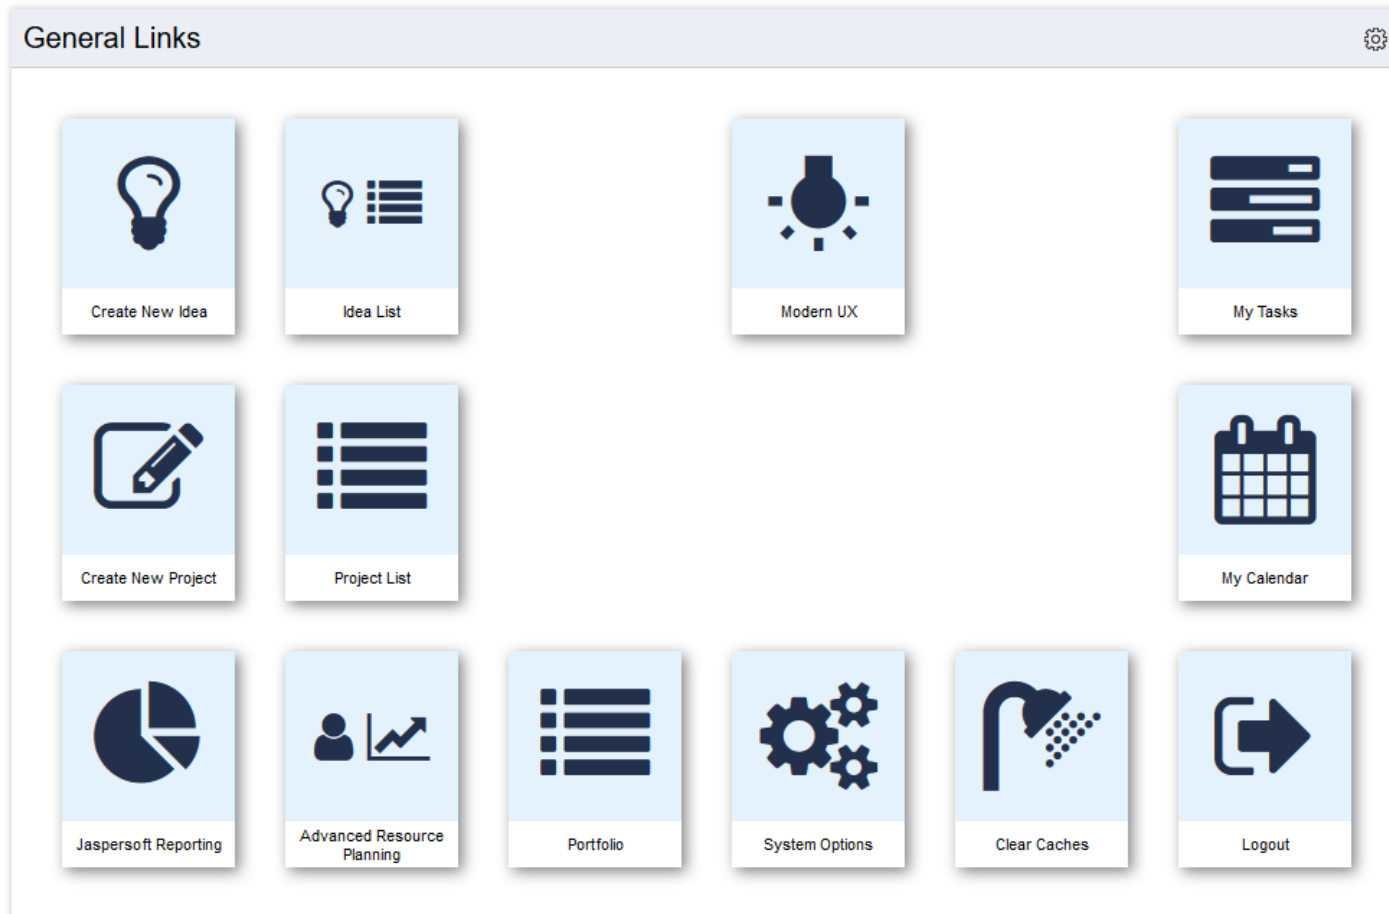 General Links
Create New Idea
Idea List
Modern UX
My Tasks
Create New Project
Project List
My Calendar
Jaspersoft Reporting
Advanced Resource
Planning
Portfolio
System Options
Clear Caches
Logout